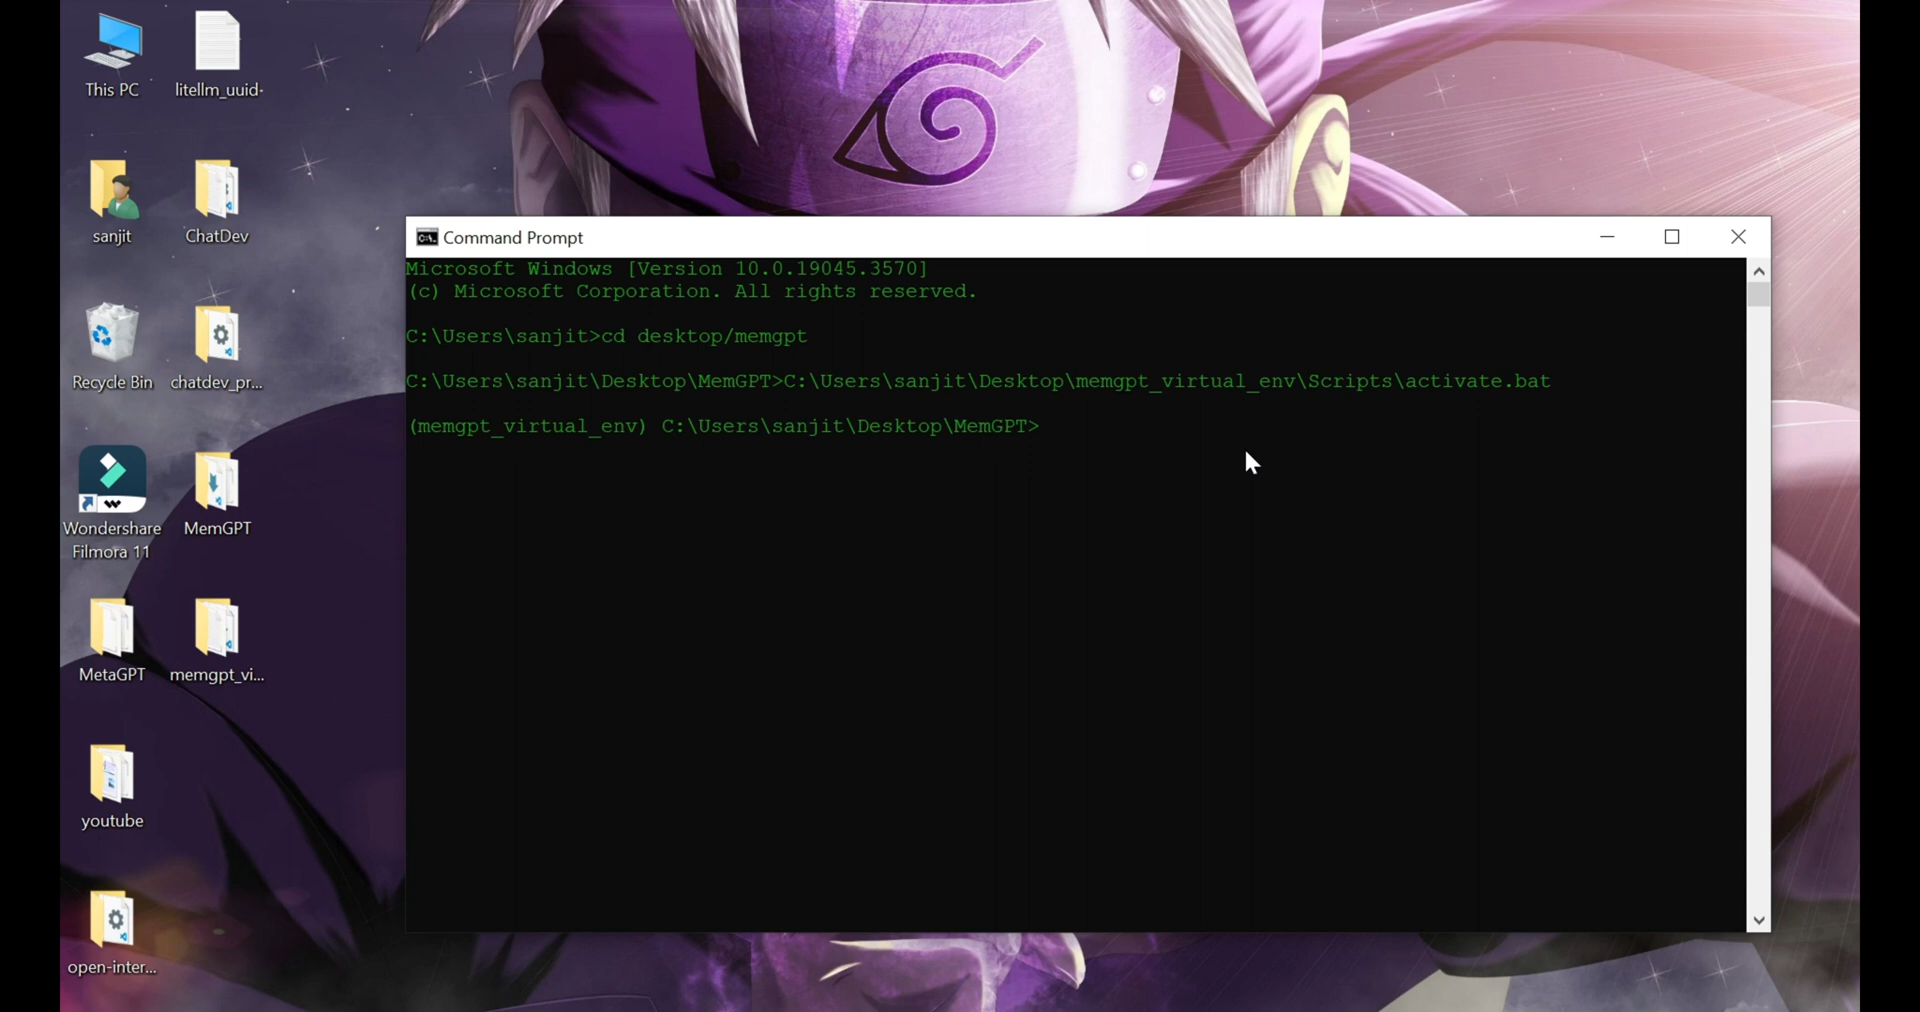 This PC
litellm_uuid-
sanjit
ChatDev
Recycle Bin
chatdev_pr...
Wondershare
Filmora 11
MemGPT
MetaGPT
memgpt_vi...
youtube
open-inter...
Command Prompt
Microsoft Windows [Version 10.0.19045.3570]
(c) Microsoft Corporation. All rights reserved.
C:\Users\sanjit>cd desktop/memgpt
C:\Users\sanjit\Desktop\MemGPT>C:\Users\sanjit\Desktop\memgpt_virtual_env\Scripts\activate.bat
(memgpt_virtual_env) C:\Users\sanjit\Desktop\MemGPT>